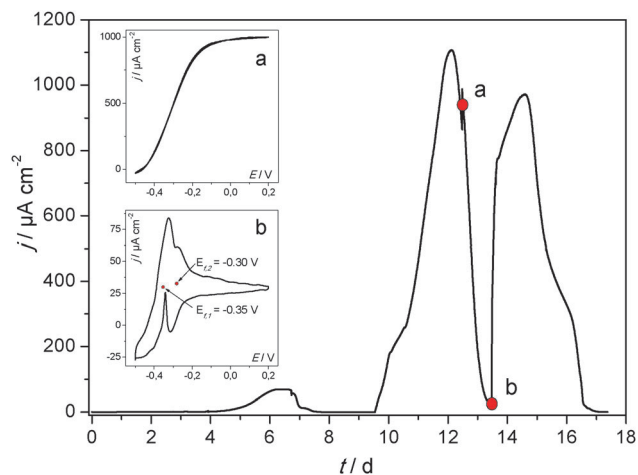 1000
500
0
j / µA cm⁻²
a
-0,4
-0,2
0,0
0,2
E / V
75
50
25
0
-25
j / µA cm⁻²
b
E_f,2 = -0.30
E_f,1 = -0.35
-0,4
-0,2
0,0
0,2
E / V
1200
1000
800
600
400
200
0
j / µA cm⁻²
a
b
0
2
4
6
8
10
12
14
16
18
t / d